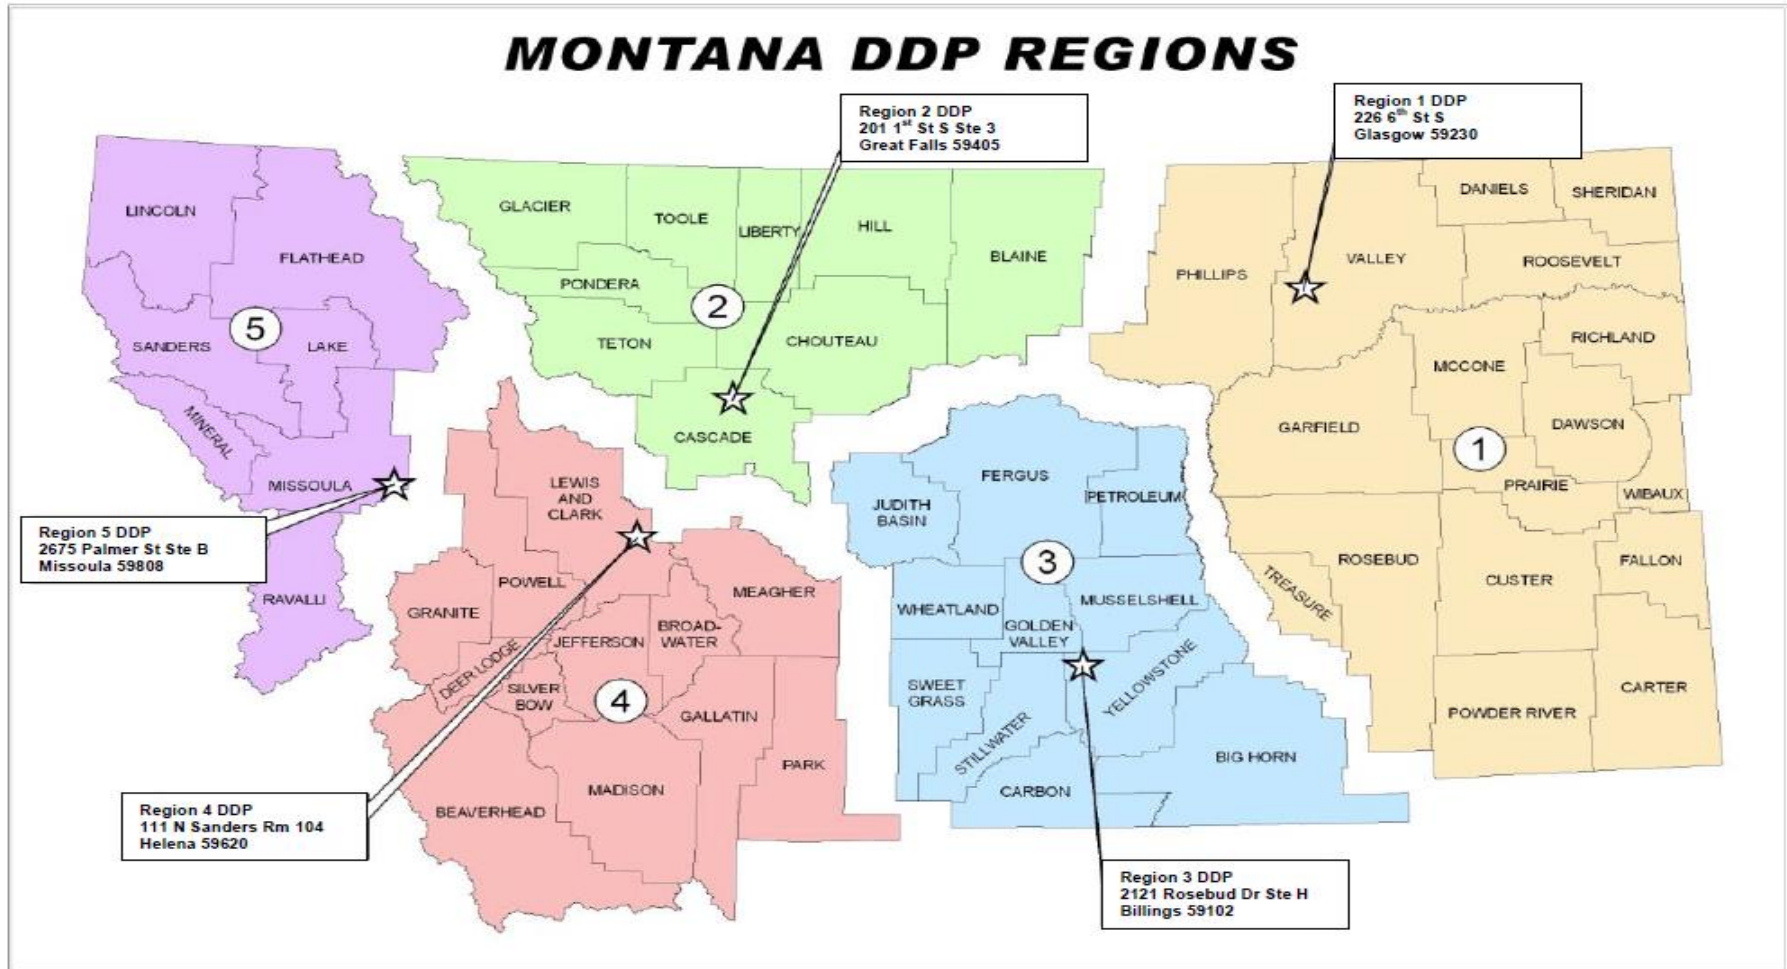 MONTANA DDP REGIONS
Region 2 DDP
201 1st St S Ste 3
Great Falls 59405
Region 1 DDP
226 6th St S
Glasgow 59230
LINCOLN
FLATHEAD
5
SANDERS
LAKE
MINERAL
MISSOULA
RAVALLI
Region 5 DDP
2675 Palmer St Ste B
Missoula 59808
GLACIER
TOOLE
LIBERTY
HILL
BLAINE
PONDERA
2
TETON
CHOUTEAU
CASCADE
PHILLIPS
VALLEY
DANIELS
SHERIDAN
ROOSEVELT
RICHLAND
MCCONE
GARFIELD
DAWSON
1
PRAIRIE
WIBAUX
ROSEBUD
TREASURE
CUSTER
FALLON
POWDER RIVER
CARTER
LEWIS
AND
CLARK
POWELL
GRANITE
MEAGHER
JEFFERSON
BROAD-
WATER
DEER LODGE
SILVER
BOW
4
GALLATIN
PARK
MADISON
BEAVERHEAD
Region 4 DDP
111 N Sanders Rm 104
Helena 59620
FERGUS
JUDITH
BASIN
PETROLEUM
3
WHEATLAND
GOLDEN
VALLEY
MUSSELSHELL
SWEET
GRASS
STILLWATER
YELLOWSTONE
CARBON
BIG HORN
Region 3 DDP
2121 Rosebud Dr Ste H
Billings 59102